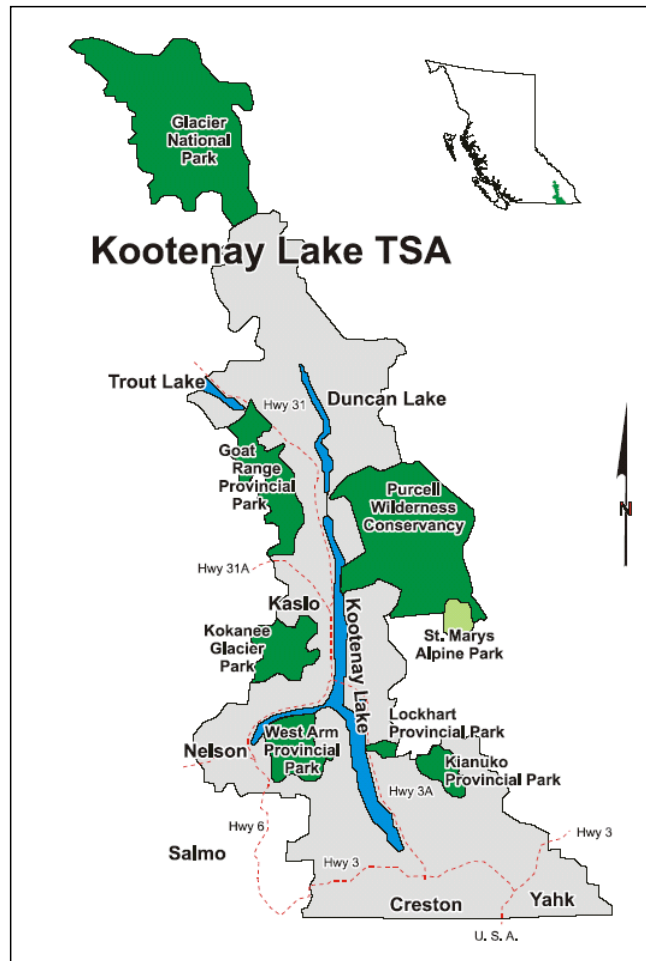 Glacier
National
Park
Kootenay Lake TSA
Trout Lake
Hwy 31
Duncan Lake
Goat
Range
Provincial
Park
Purcell
Wilderness
Conservancy
N
Hwy 31A
Kaslo
Kootenay Lake
Kokanee
Glacier
Park
St. Marys
Alpine Park
Lockhart
Provincial Park
West Arm
Provincial
Park
Nelson
Kianuko
Provincial Park
Hwy 3A
Hwy 6
Salmo
Hwy 3
Hwy 3
Creston
Yahk
U. S. A.